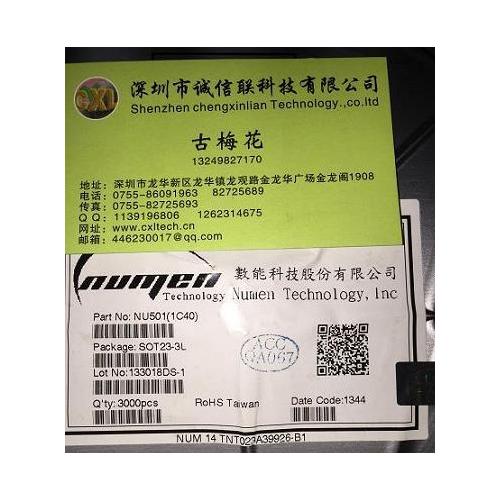 CXL
深圳市诚信联科技有限公司
Shenzhen chengxinlian Technology.,co.ltd
古梅花
13249827170
地址：深圳市龙华新区龙华镇龙观路金龙华广场金龙阁1908
电话：0755-86091963 82725689
传真：0755-82725693
Q Q：1139196806 1262314675
网址：www.cxltech.cn
邮箱：446230017@qq.com
numen 數能科技股份有限公司
Technology Numen Technology,Inc
Part No: NU501(1C40)
Package: SOT23-3L
Lot No:133018DS-1
ACC
QA067
Q'ty: 3000pcs RoHS Taiwan Date Code:1344
NUM 14 TNT023A39926-B1